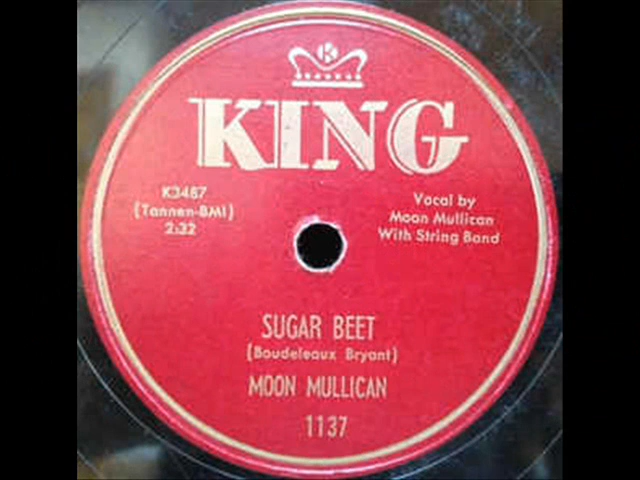 K
KING
K3487
(Tannen-BMI)
2:32
Vocal by
Moon Mullican
With String Band
SUGAR BEET
(Boudeleaux Bryant)
MOON MULLICAN
1137